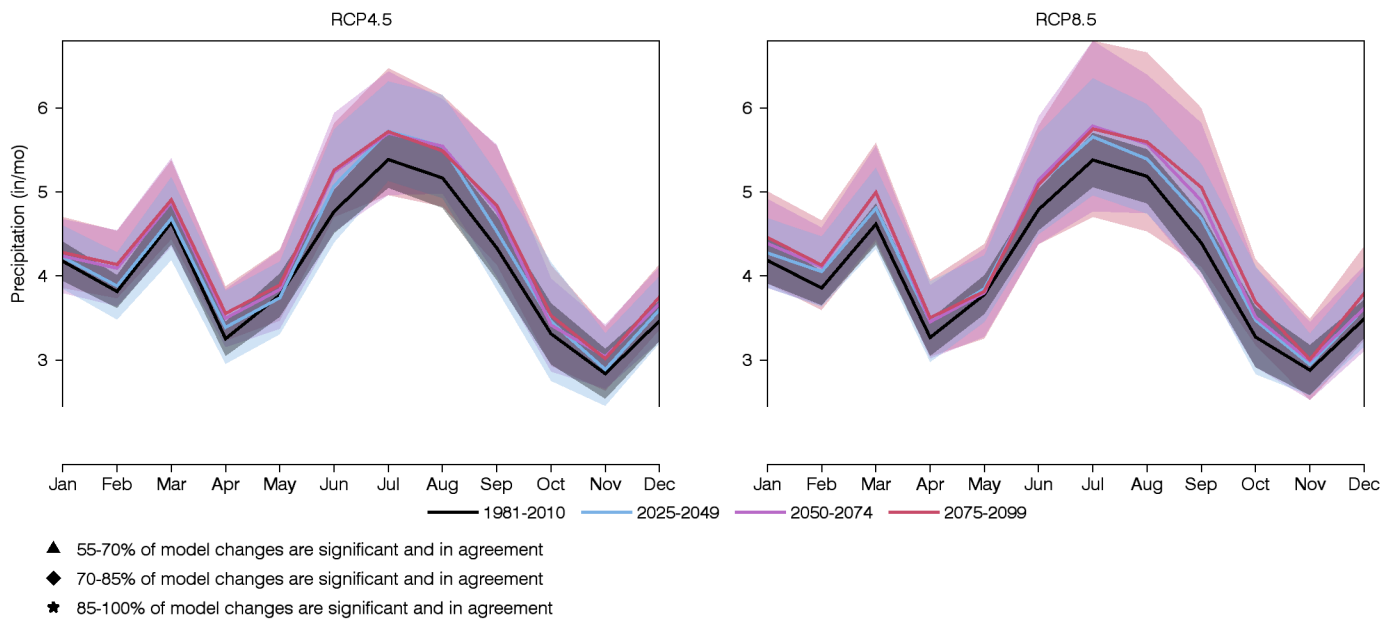 RCP4.5
RCP8.5
Precipitation (in/mo)
6
5
4
3
6
5
4
3
Jan Feb Mar Apr May Jun Jul Aug Sep Oct Nov Dec
Jan Feb Mar Apr May Jun Jul Aug Sep Oct Nov Dec
1981-2010 2025-2049 2050-2074 2075-2099
55-70% of model changes are significant and in agreement
70-85% of model changes are significant and in agreement
85-100% of model changes are significant and in agreement